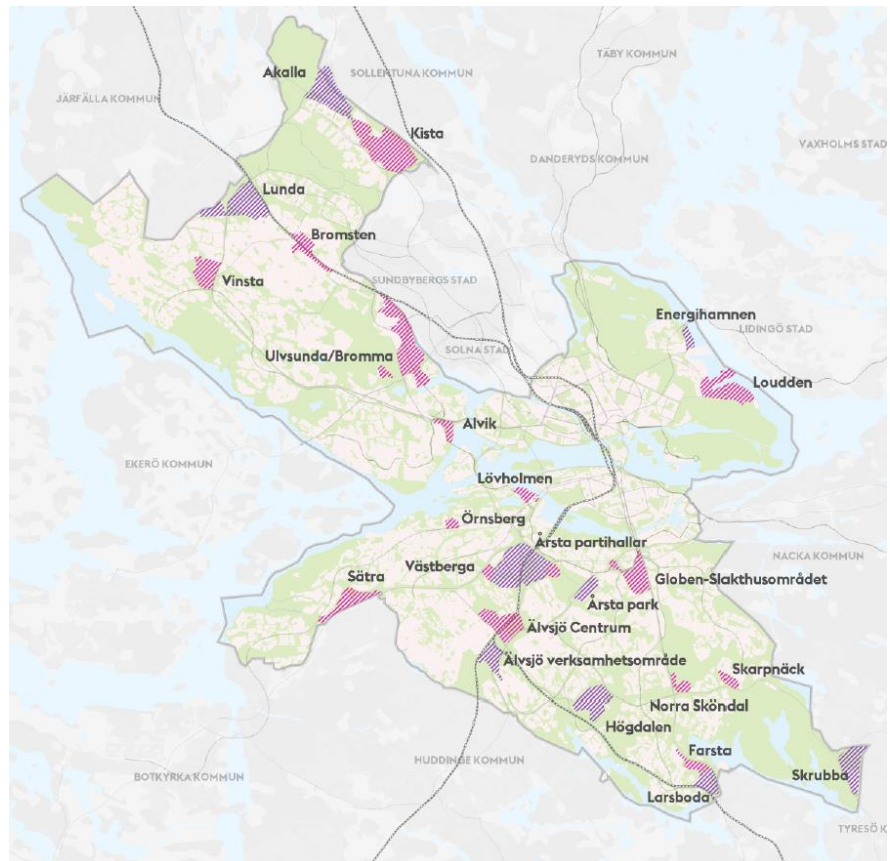 TÄBY KOMMUN
Akalla
SOLLENTUNA KOMMUN
JÄRFÄLLA KOMMUN
Kista
VAXHOLMS STAD
DANDERYDS KOMMUN
Lunda
Bromsten
Vinsta
SUNDBYBERGS STAD
Energihamnen
LIDINGÖ STAD
SOLNA STAD
Ulvsunda/Bromma
Loudden
Alvik
EKERÖ KOMMUN
Lövholmen
Örnsberg
Årsta partihallar
NACKA KOMMUN
Västberga
Sätra
Globen-Slakthusområdet
Årsta park
Älvsjö Centrum
Älvsjö verksamhetsområde
Skarpnäck
Norra Sköndal
Högdalen
Farsta
HUDDINGE KOMMUN
BOTKYRKA KOMMUN
Skrubba
Larsboda
TYRESÖ K